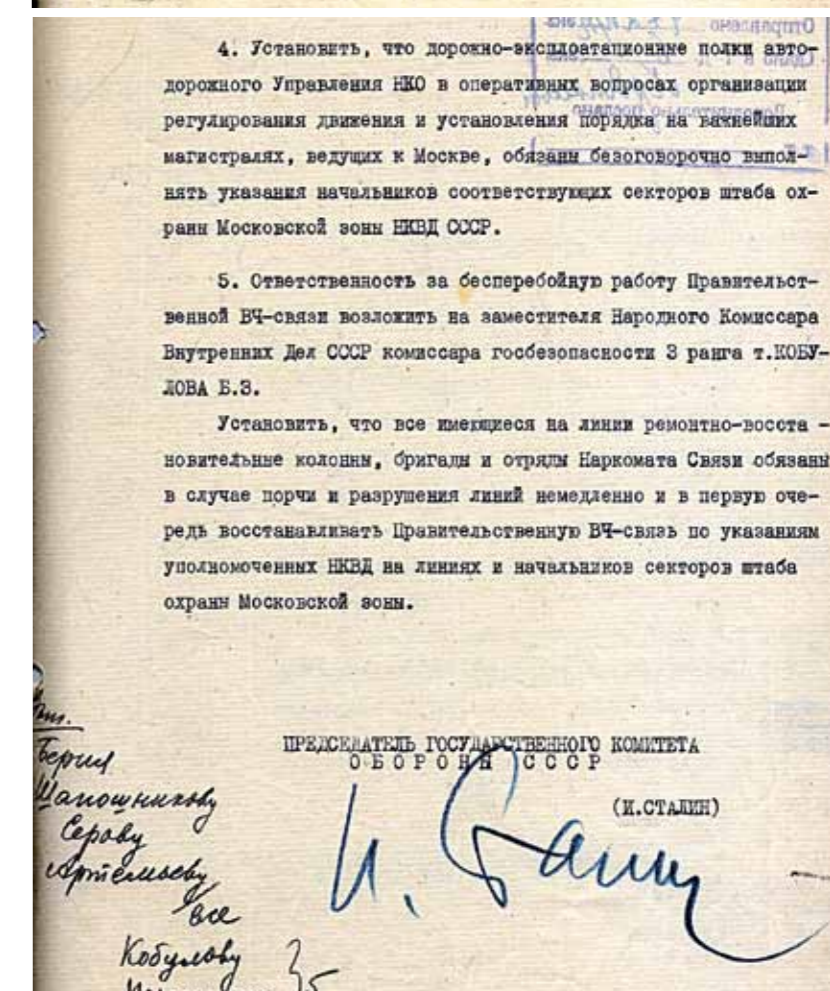 Отправлено
4. Установить, что дорожно-эксплоатационные полки авто-
дорожного Управления НКО в оперативных вопросах организации
регулирования движения и установления порядка на важнейших
магистралях, ведущих к Москве, обязаны безоговорочно выпол-
нять указания начальников соответствующих секторов штаба ох-
раны Московской зоны НКВД СССР.
5. Ответственность за бесперебойную работу Правительст-
венной ВЧ-связи возложить на заместителя Народного Комиссара
Внутренних Дел СССР комиссара госбезопасности 3 ранга т.КОБУ-
ЛОВА Б.З.
Установить, что все имеющиеся на линии ремонтно-восста -
новительные колонны, бригады и отряды Наркомата Связи обязаны
в случае порчи и разрушения линий немедленно и в первую оче-
редь восстанавливать Правительственную ВЧ-связь по указаниям
уполномоченных НКВД на линиях и начальников секторов штаба
охраны Московской зоны.
ПРЕДСЕДАТЕЛЬ ГОСУДАРСТВЕННОГО КОМИТЕТА
ОБОРОНЫ СССР
(И.СТАЛИН)
И. Сталин
Берия
Шапошникову
Серову
Артемьеву
все
Кобулову